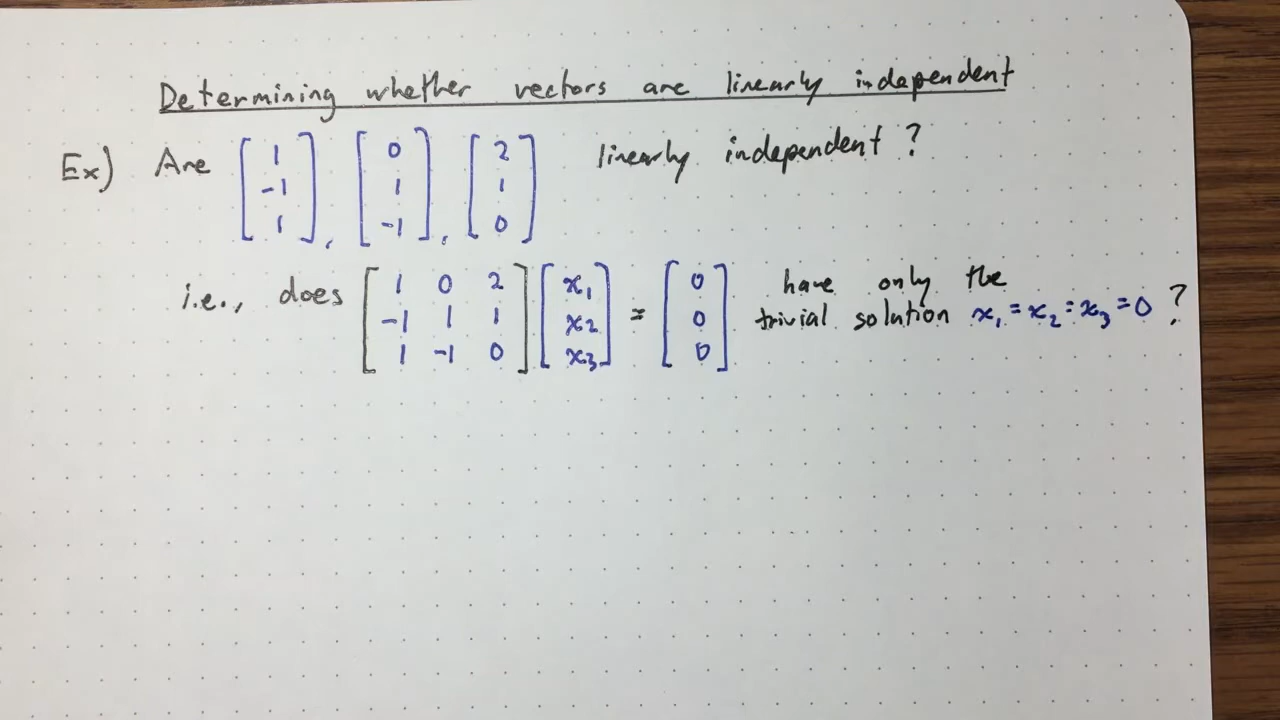 Determining whether vectors are linearly independent
Ex) Are [1 -1 1], [0 1 -1], [2 1 0] linearly independent?
i.e., does [1 0 2; -1 1 1; 1 -1 0] [x₁ x₂ x₃] = [0 0 0] have only the
trivial solution x₁ = x₂ = x₃ = 0 ?